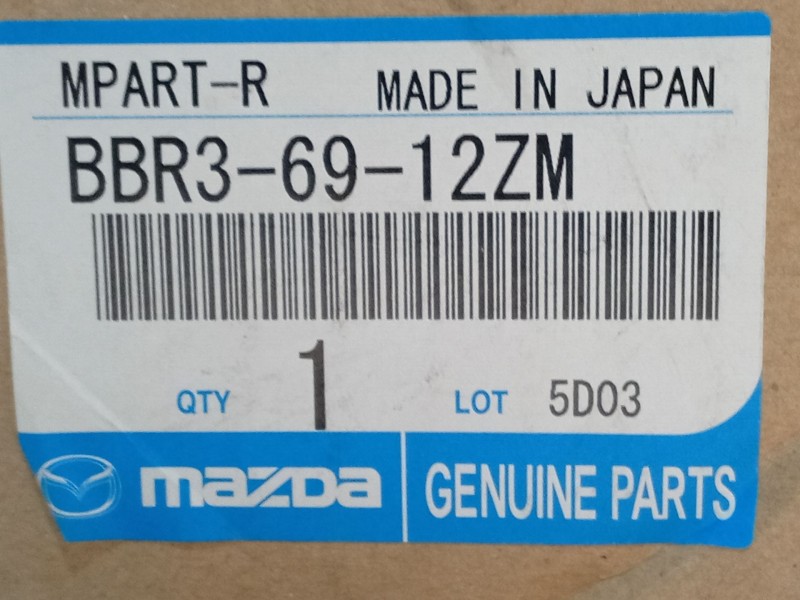 MPART-R MADE IN JAPAN
BBR3-69-12ZM
QTY 1 LOT 5D03
mazda GENUINE PARTS